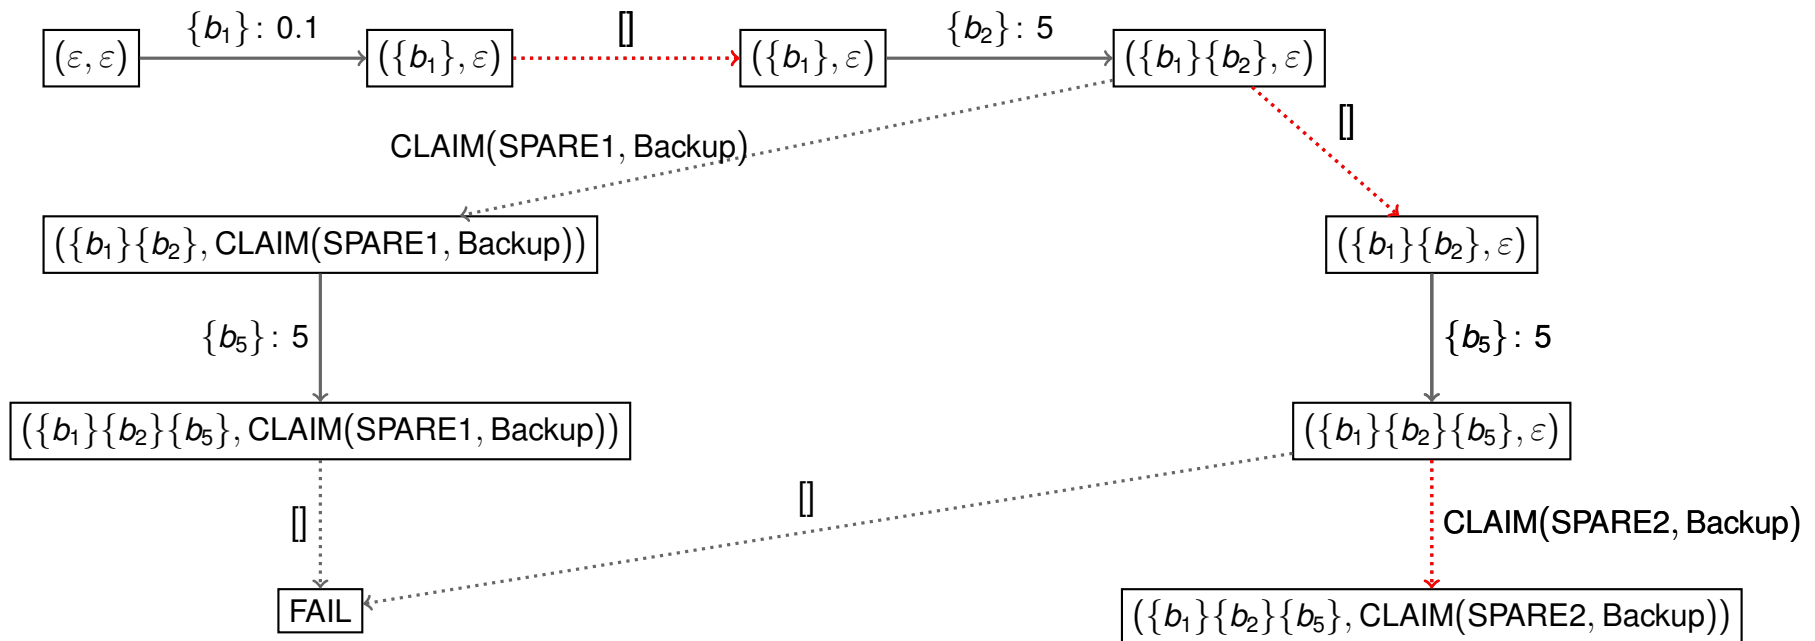 {b₁}: 0.1
[]
{b₂}: 5
(ε, ε)
({b₁}, ε)
({b₁}, ε)
({b₁}{b₂}, ε)
[]
CLAIM(SPARE1, Backup)
({b₁}{b₂}, CLAIM(SPARE1, Backup))
({b₁}{b₂}, ε)
{b₅}: 5
{b₅}: 5
({b₁}{b₂}{b₅}, CLAIM(SPARE1, Backup))
({b₁}{b₂}{b₅}, ε)
[]
[]
CLAIM(SPARE2, Backup)
FAIL
({b₁}{b₂}{b₅}, CLAIM(SPARE2, Backup))